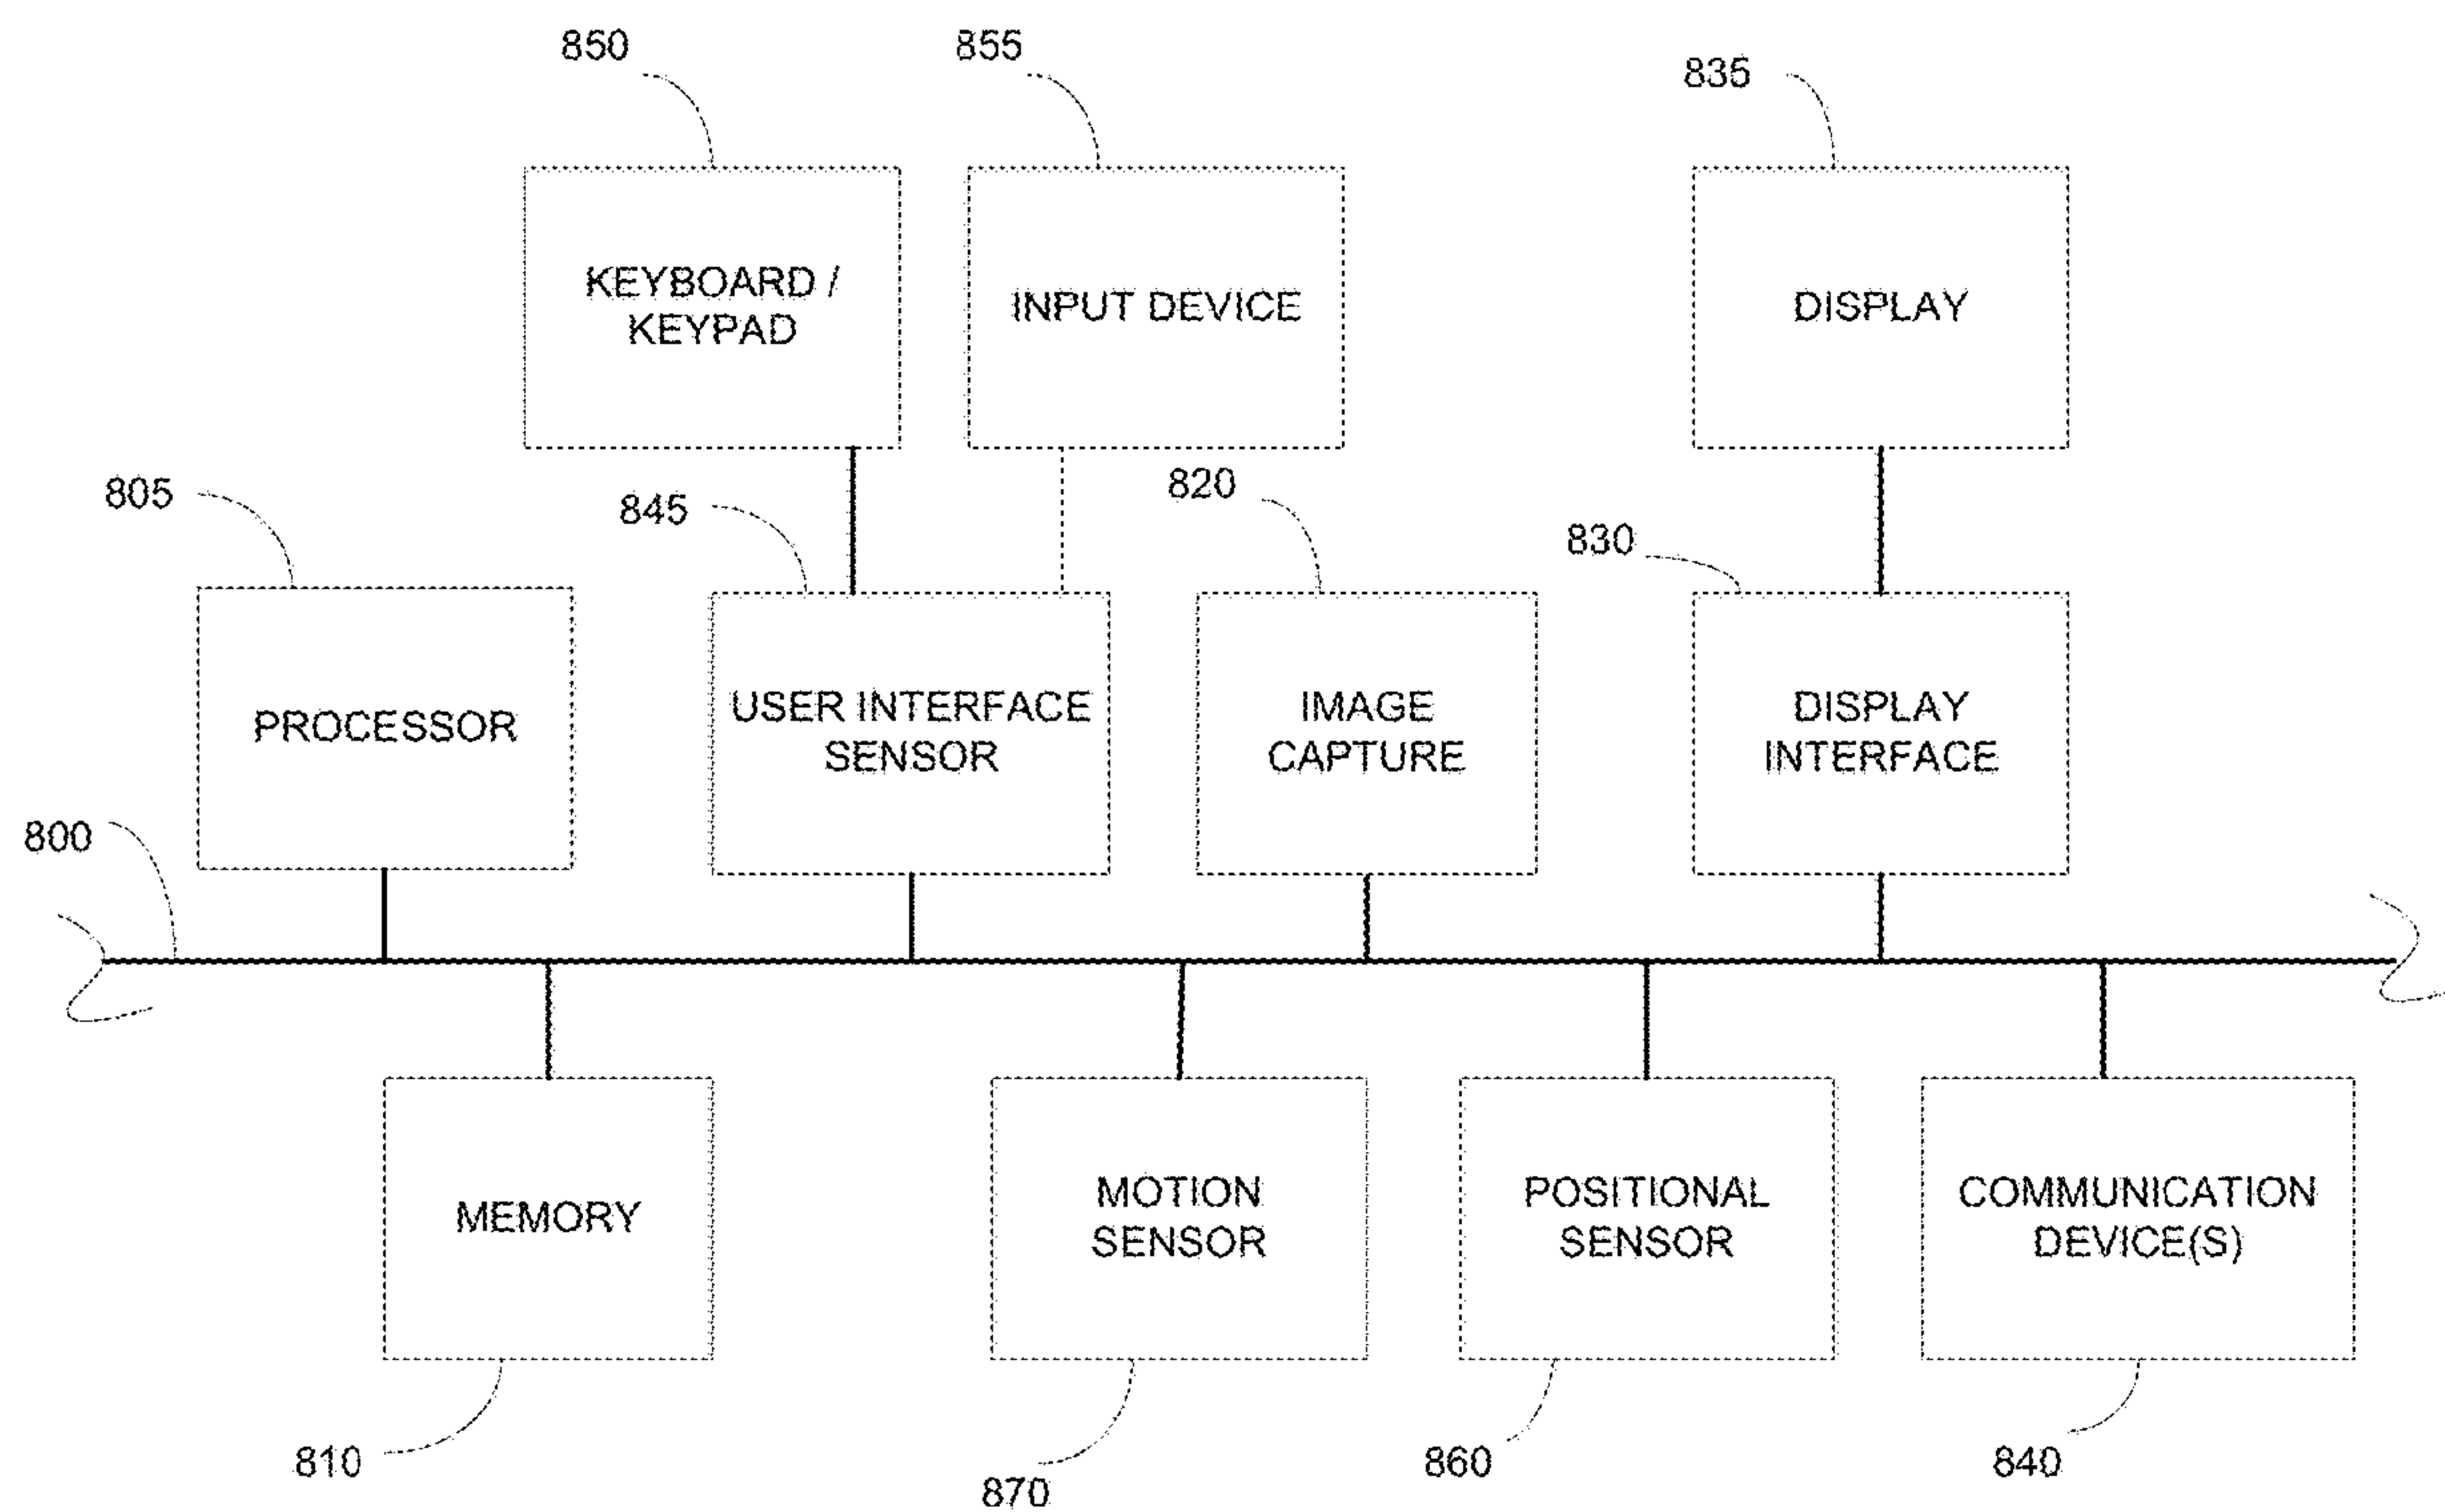 850
855
835
KEYBOARD /
KEYPAD
INPUT DEVICE
DISPLAY
805
845
820
830
PROCESSOR
USER INTERFACE
SENSOR
IMAGE
CAPTURE
DISPLAY
INTERFACE
800
MEMORY
MOTION
SENSOR
POSITIONAL
SENSOR
COMMUNICATION
DEVICE(S)
810
870
860
840